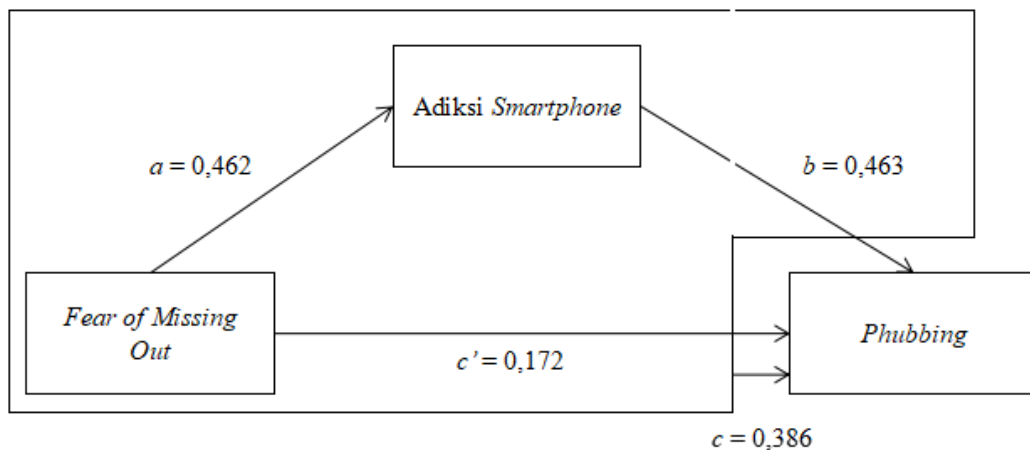 Adiksi Smartphone
a = 0,462
b = 0,463
Fear of Missing
Out
Phubbing
c’ = 0,172
c = 0,386